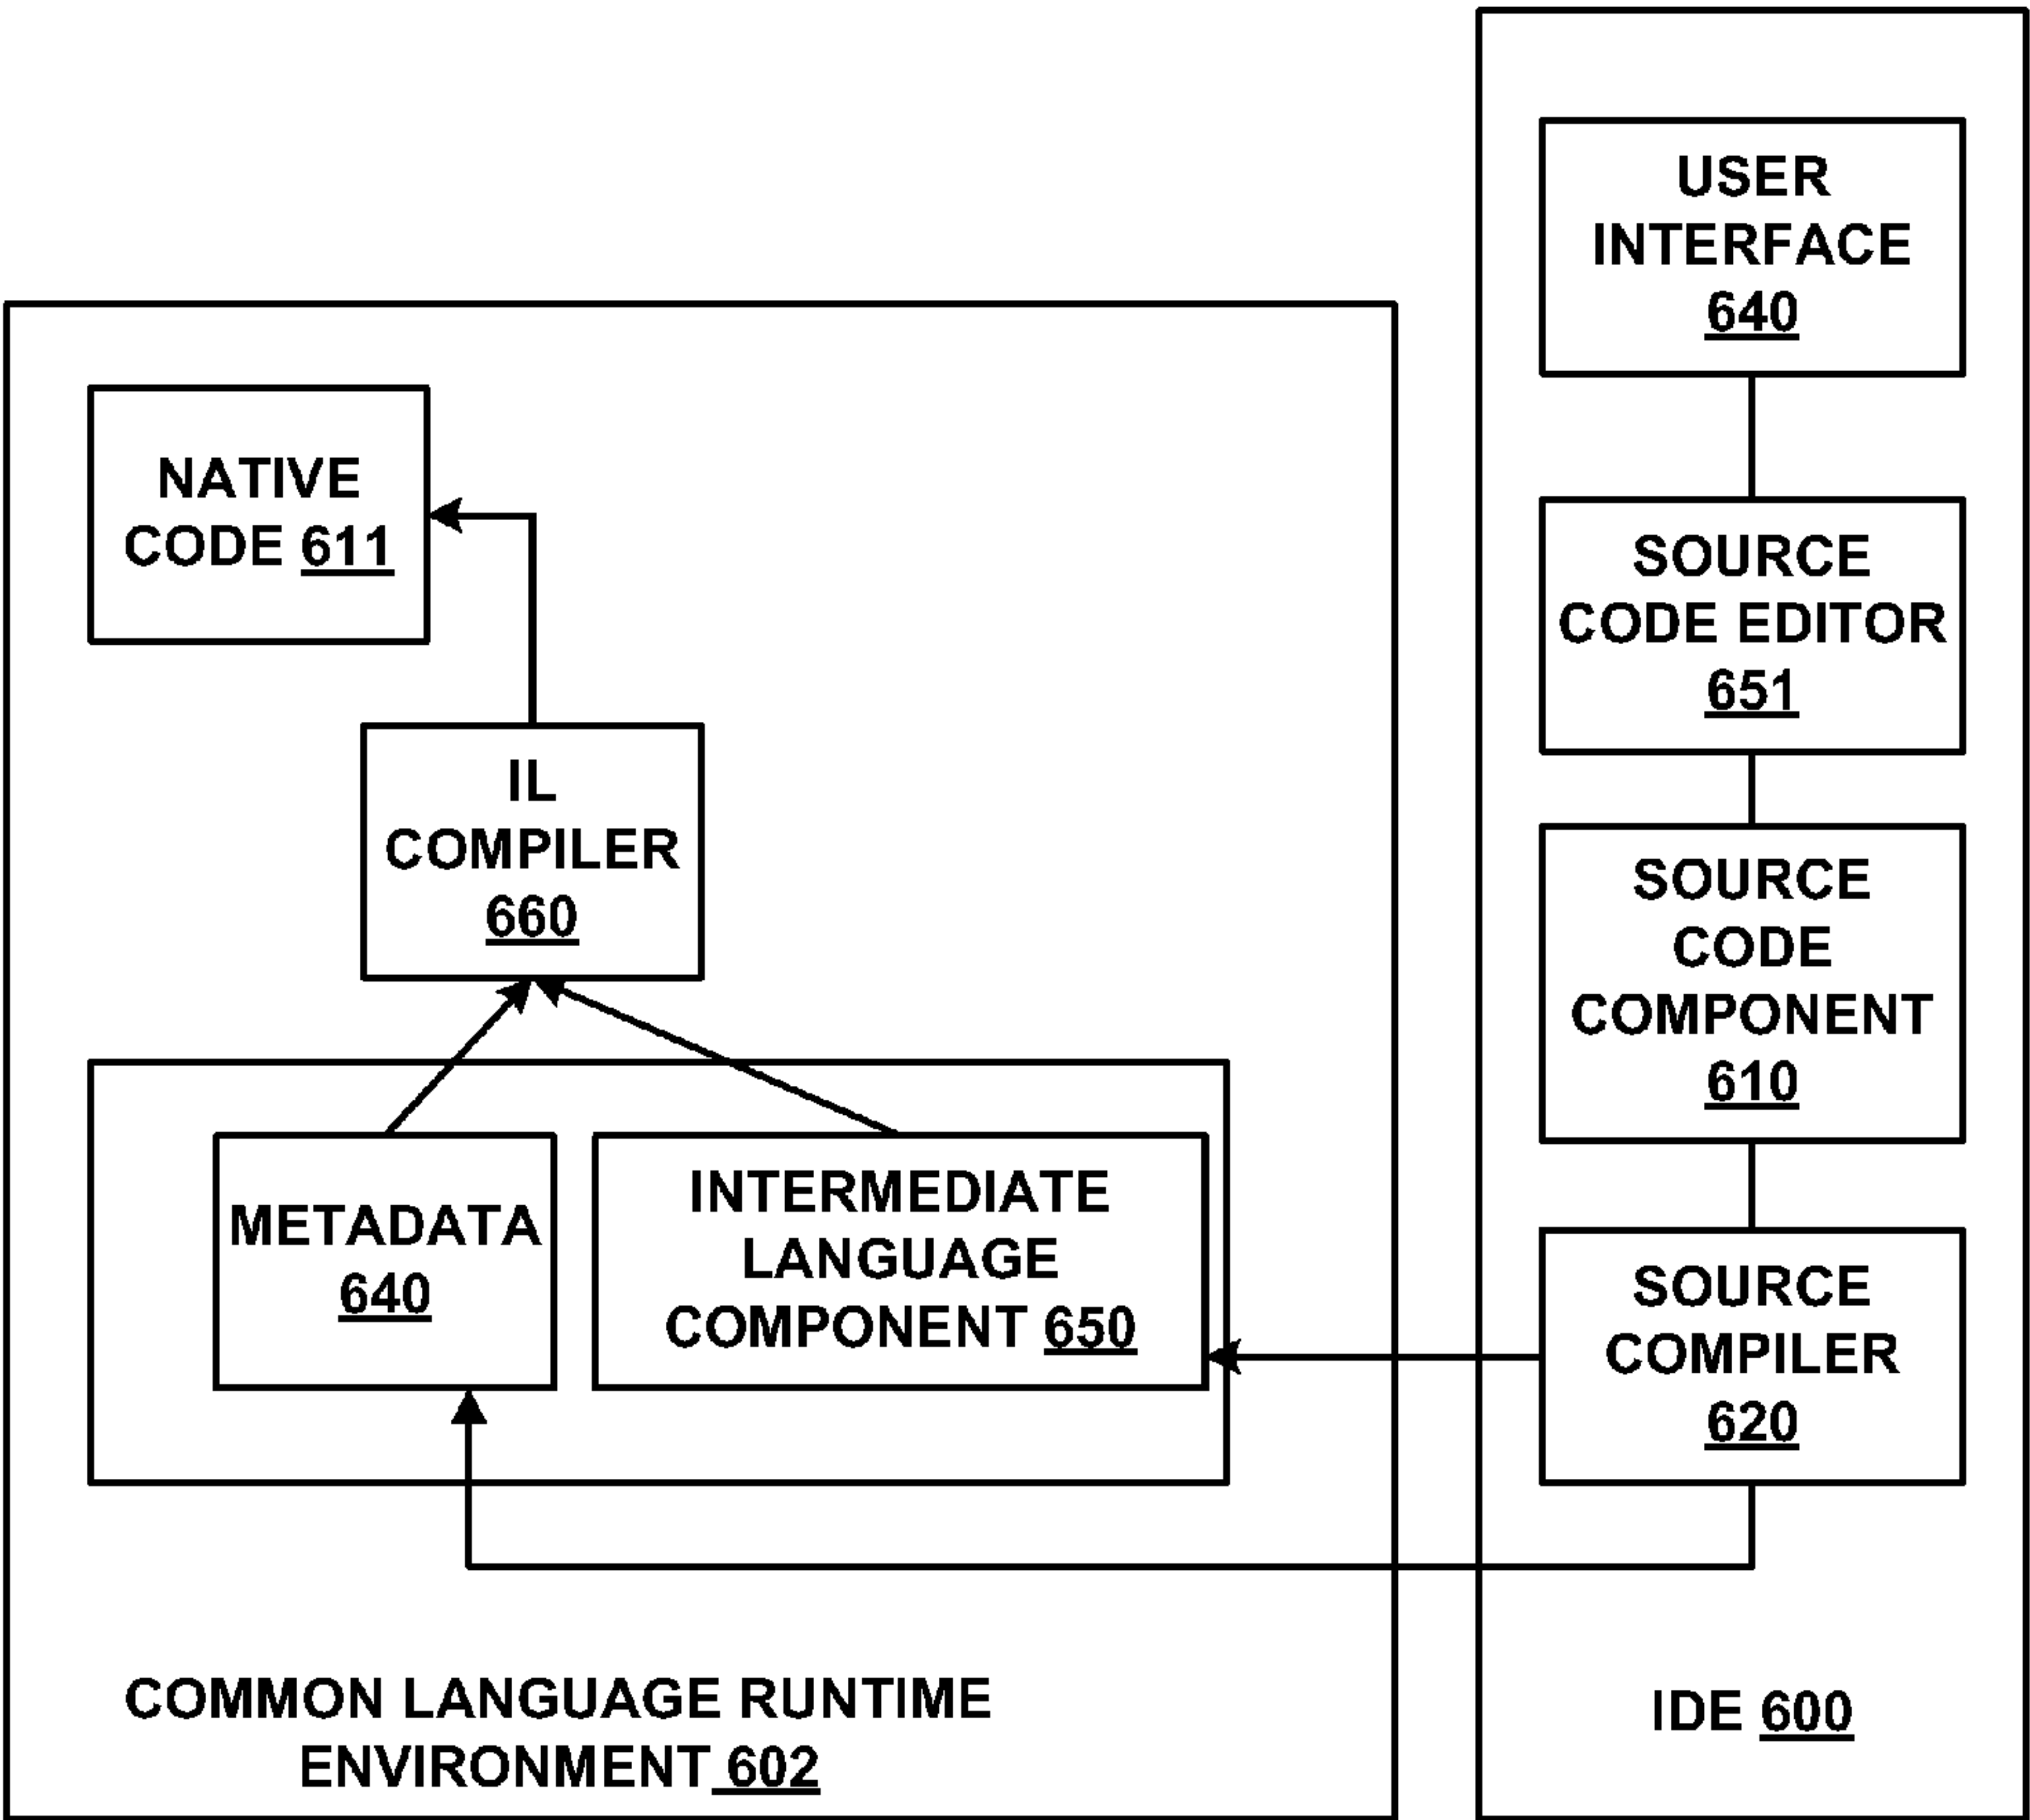 USER
INTERFACE
640
NATIVE
CODE 611
SOURCE
CODE EDITOR
651
IL
COMPILER
660
SOURCE
CODE
COMPONENT
610
METADATA
640
INTERMEDIATE
LANGUAGE
COMPONENT 650
SOURCE
COMPILER
620
COMMON LANGUAGE RUNTIME
ENVIRONMENT 602
IDE 600